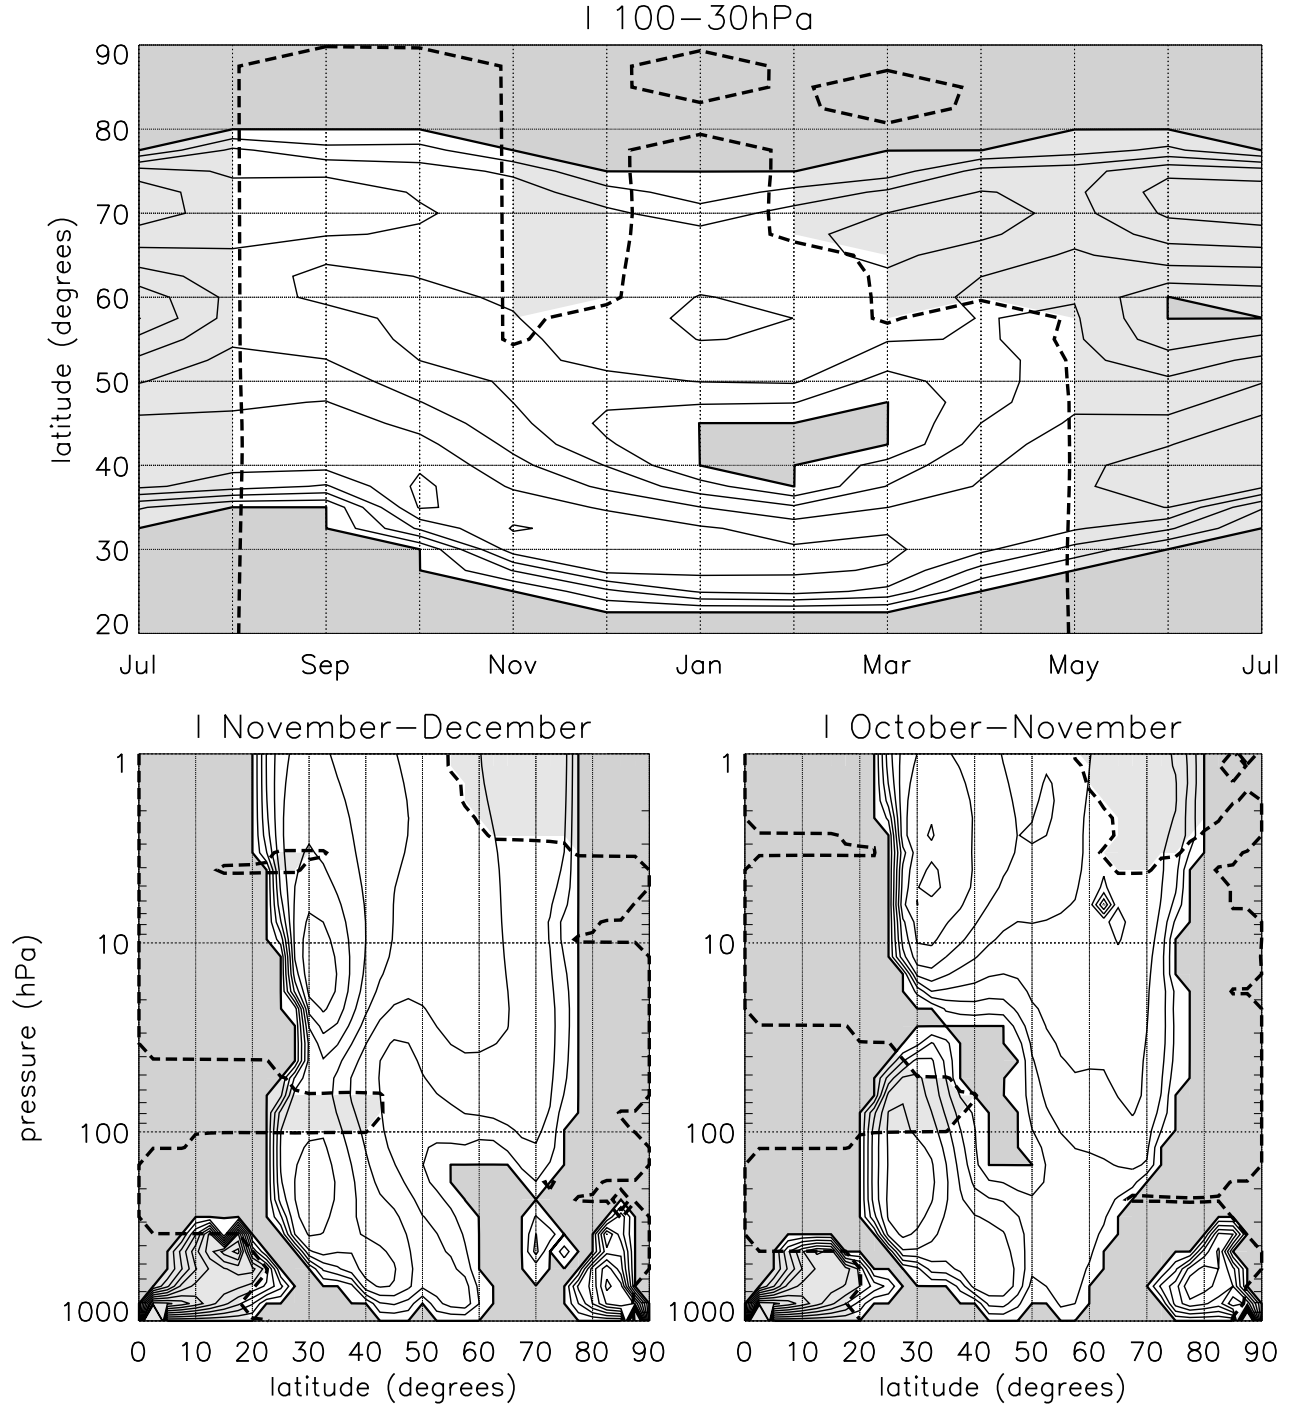 I 100−30hPa
90
80
70
60
50
40
30
20
latitude (degrees)
Jul Sep Nov Jan Mar May Jul
I November−December
1
10
100
1000
pressure (hPa)
0 10 20 30 40 50 60 70 80 90
latitude (degrees)
I October−November
1
10
100
1000
0 10 20 30 40 50 60 70 80 90
latitude (degrees)